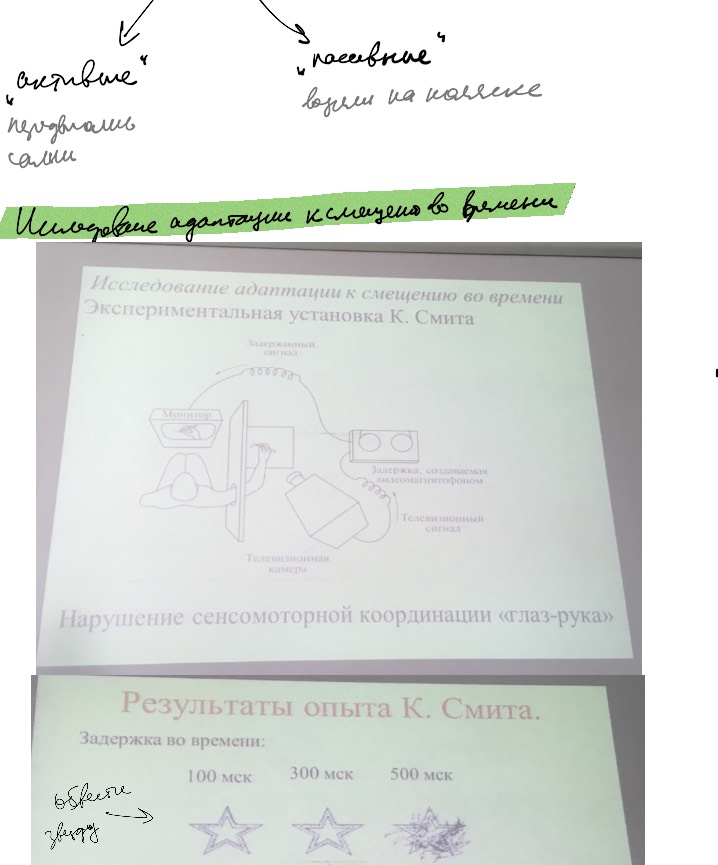 "активные"
"пассивные"
передвигались
возили на коляске
сами
Исследование адаптации к смещению во времени
Исследование адаптации к смещению во времени
Экспериментальная установка К. Смита
Задержанный
сигнал
Монитор
Задержка, создаваемая
видеомагнитофоном
Телевизионный
сигнал
Телевизионная
камера
Нарушение сенсомоторной координации «глаз-рука»
Результаты опыта К. Смита.
Задержка во времени:
100 мск 300 мск 500 мск
обвести
звезду